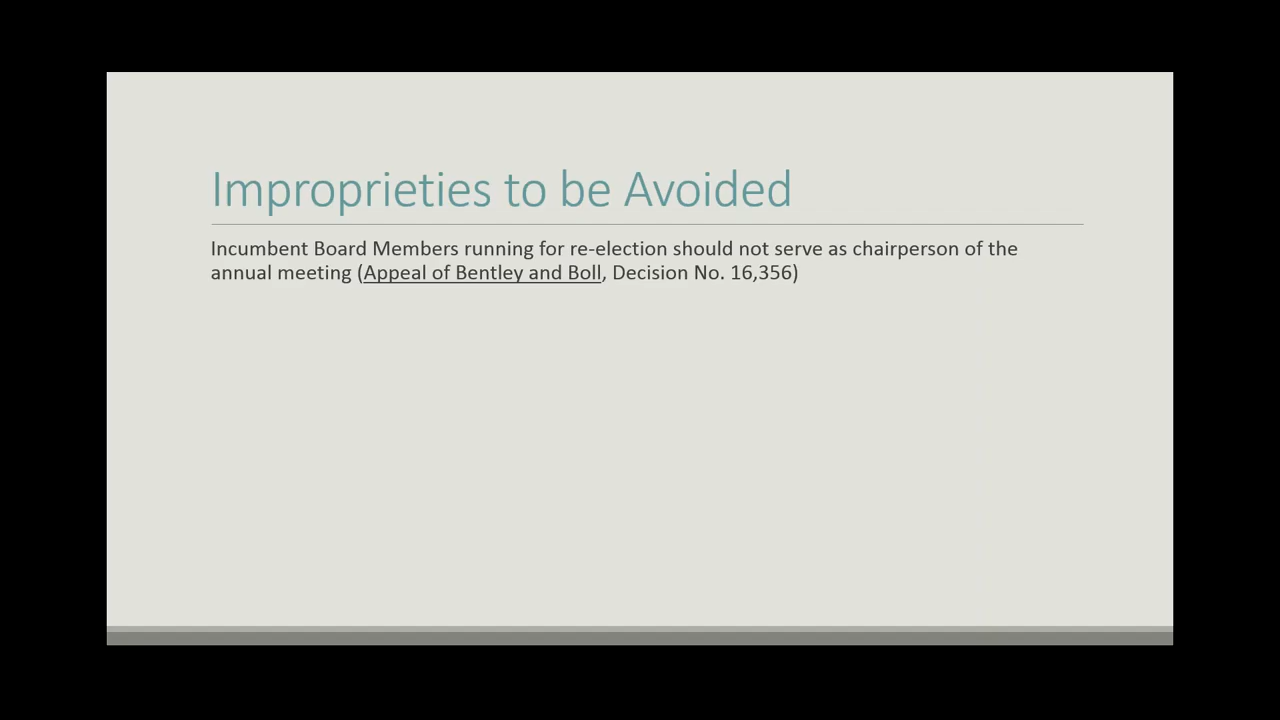 Improprieties to be Avoided
Incumbent Board Members running for re-election should not serve as chairperson of the
annual meeting (Appeal of Bentley and Boll, Decision No. 16,356)